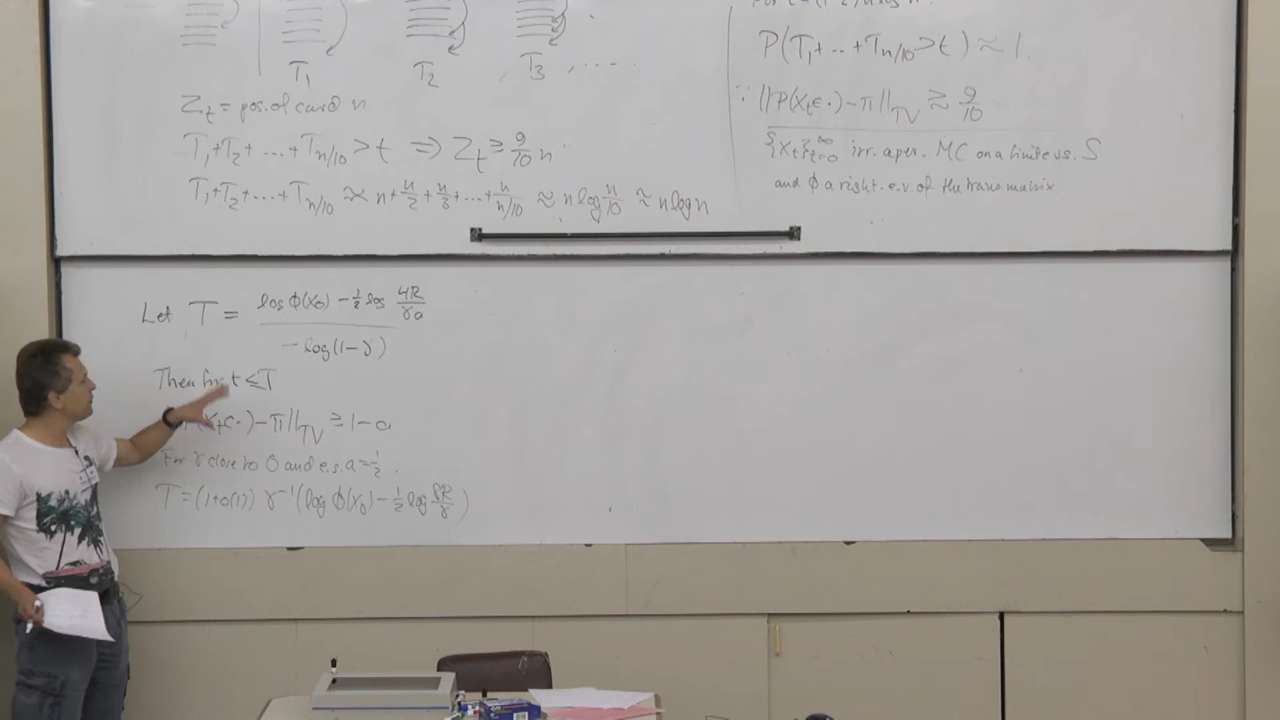 T₁ T₂ , T₃ , .....
Z_t = pos. of card n
T₁+T₂+...+T_{n/10} > t ⇒ Z_t ≥ 9/10 n
T₁+T₂+...+T_{n/10} ≈ n+n/2+n/3+...+n/(n/10) ≈ n log n/10 ≈ n log n
P(T₁+..+T_{n/10}>t) ≈ 1.
∵ ||P(X_t∈·)-π||_TV ≳ 9/10
{X_t}_{t=0}^∞ irr. aper. MC on a finite s.s. S
and ϕ a right. e.v. of the trans matrix
Let T = (log ϕ(X₀) - ½ log 4R/γa) / (-log(1-γ))
Then for t ≤ T
X_t∈·)-π||_TV ≥ 1-a
For γ close to 0 and e.g. a=½.
T = (1+o(1)) γ⁻¹(log ϕ(X₀) - ½ log 8R/γ)